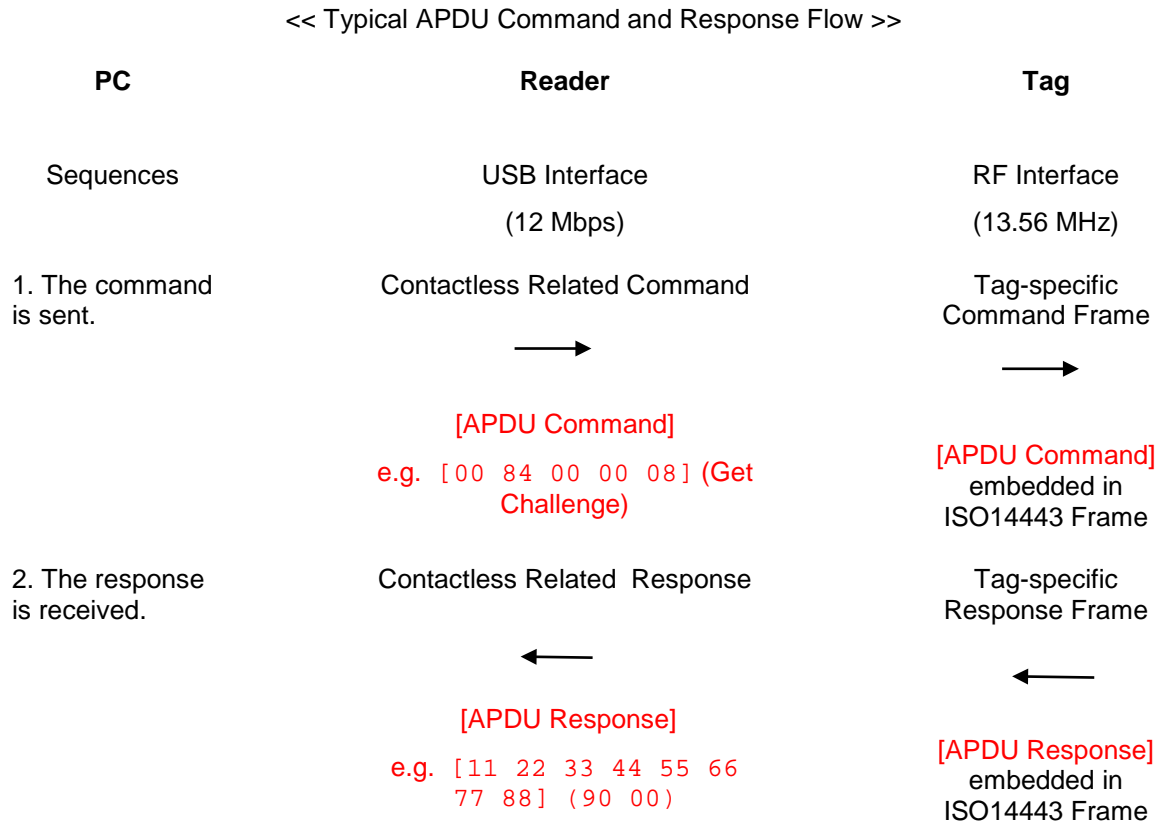 << Typical APDU Command and Response Flow >>
PC Reader Tag
Sequences USB Interface RF Interface
(12 Mbps) (13.56 MHz)
1. The command
is sent.
Contactless Related Command
Tag-specific
Command Frame
[APDU Command]
e.g. [00 84 00 00 08] (Get
Challenge)
[APDU Command]
embedded in
ISO14443 Frame
2. The response
is received.
Contactless Related Response
Tag-specific
Response Frame
[APDU Response]
e.g. [11 22 33 44 55 66
77 88] (90 00)
[APDU Response]
embedded in
ISO14443 Frame